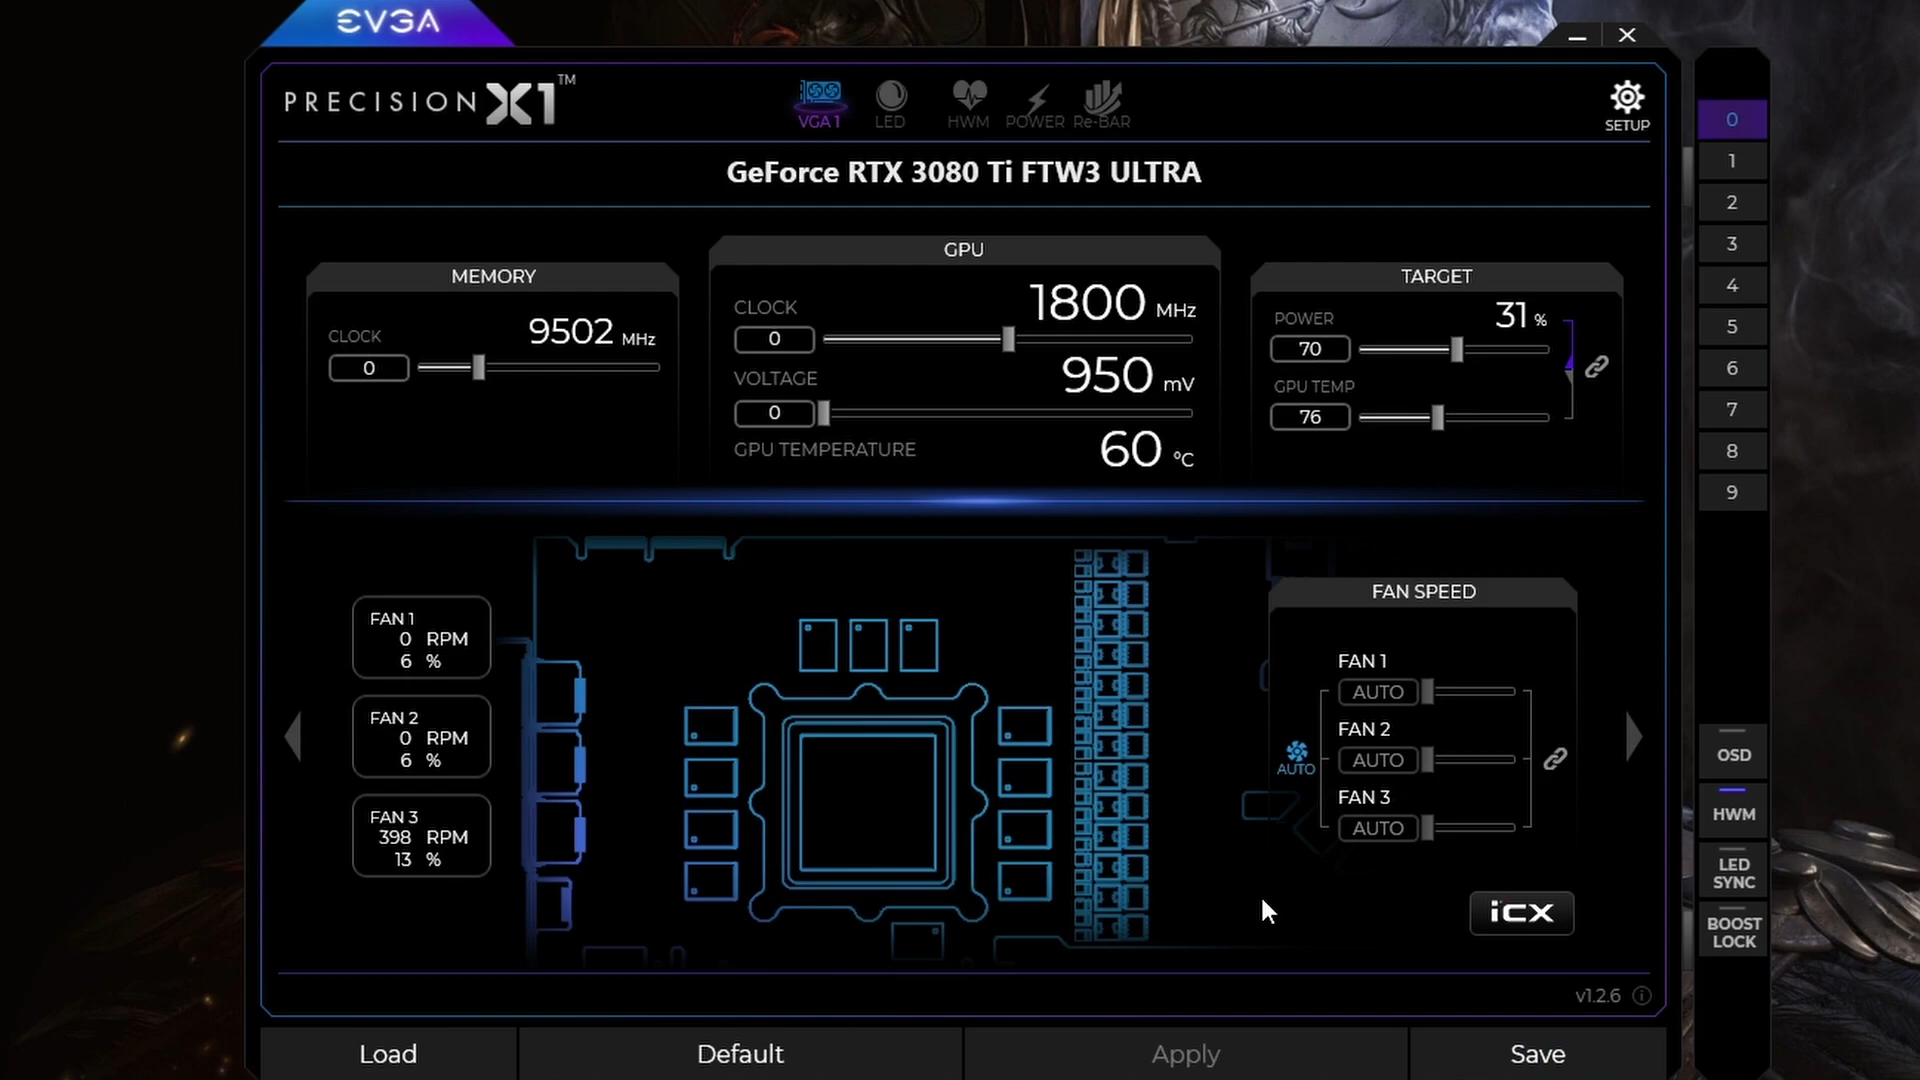 EVGA
PRECISION X1™
VGA 1
LED
HWM
POWER
Re-BAR
SETUP
GeForce RTX 3080 Ti FTW3 ULTRA
MEMORY
CLOCK
9502 MHz
0
GPU
CLOCK
1800 MHz
0
VOLTAGE
950 mV
0
GPU TEMPERATURE
60 °C
TARGET
POWER
31 %
70
GPU TEMP
76
0
1
2
3
4
5
6
7
8
9
FAN 1
0 RPM
6 %
FAN 2
0 RPM
6 %
FAN 3
398 RPM
13 %
FAN SPEED
FAN 1
AUTO
FAN 2
AUTO
AUTO
FAN 3
AUTO
iCX
OSD
HWM
LED
SYNC
BOOST
LOCK
v1.2.6
Load
Default
Apply
Save